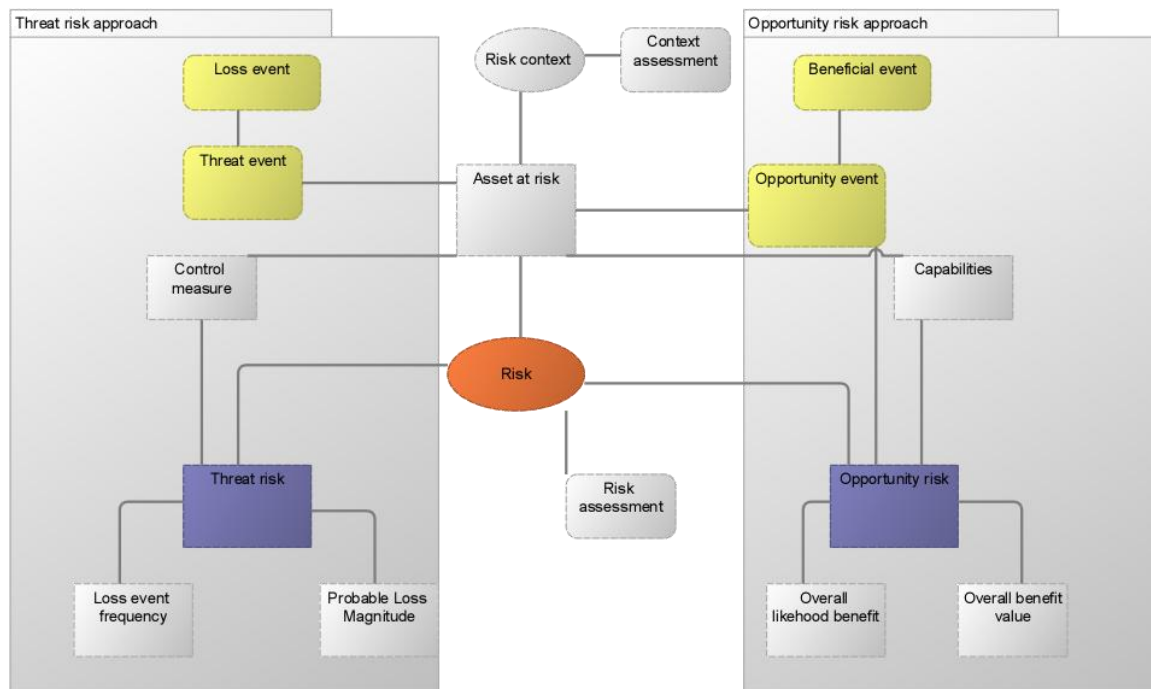 Threat risk approach
Opportunity risk approach
Loss event
Risk context
Context
assessment
Beneficial event
Threat event
Asset at risk
Opportunity event
Control
measure
Capabilities
Risk
Threat risk
Risk
assessment
Opportunity risk
Loss event
frequency
Probable Loss
Magnitude
Overall
likehood benefit
Overall benefit
value